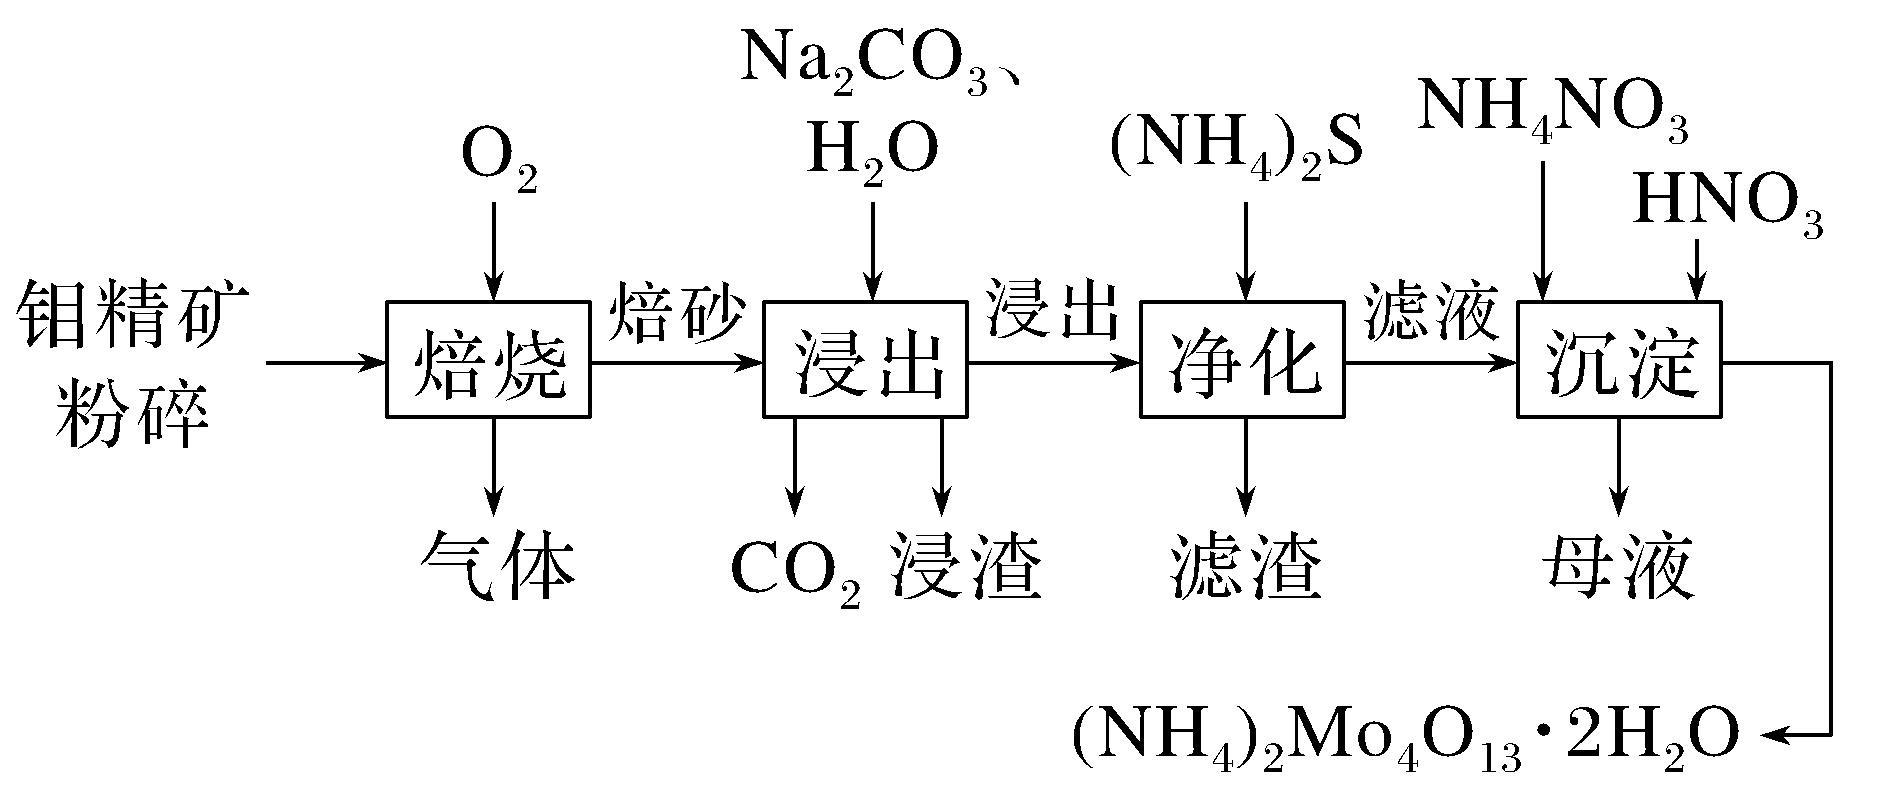 Na₂CO₃、
H₂O
O₂
(NH₄)₂S
NH₄NO₃
HNO₃
钼精矿
粉碎
焙烧
焙砂
浸出
浸出
净化
滤液
沉淀
气体
CO₂
浸渣
滤渣
母液
(NH₄)₂Mo₄O₁₃·2H₂O